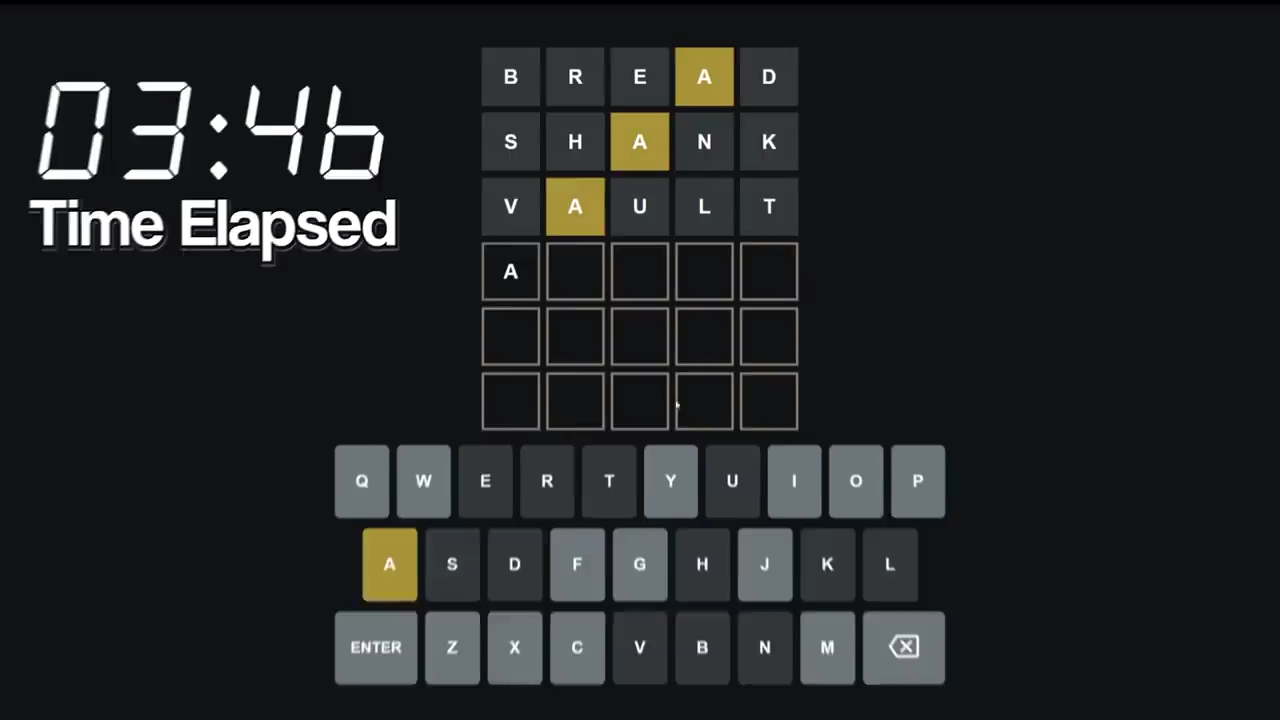 03:46
Time Elapsed
B R E A D
S H A N K
V A U L T
A
Q W E R T Y U I O P
A S D F G H J K L
ENTER Z X C V B N M